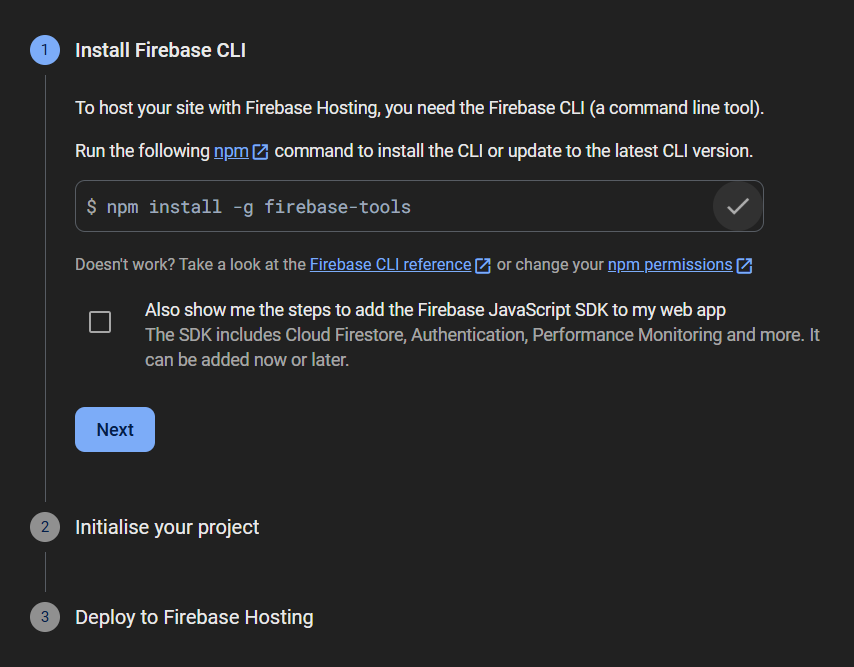 1 Install Firebase CLI
To host your site with Firebase Hosting, you need the Firebase CLI (a command line tool).
Run the following npm command to install the CLI or update to the latest CLI version.
$ npm install -g firebase-tools
Doesn't work? Take a look at the Firebase CLI reference or change your npm permissions
Also show me the steps to add the Firebase JavaScript SDK to my web app
The SDK includes Cloud Firestore, Authentication, Performance Monitoring and more. It
can be added now or later.
Next
2 Initialise your project
3 Deploy to Firebase Hosting